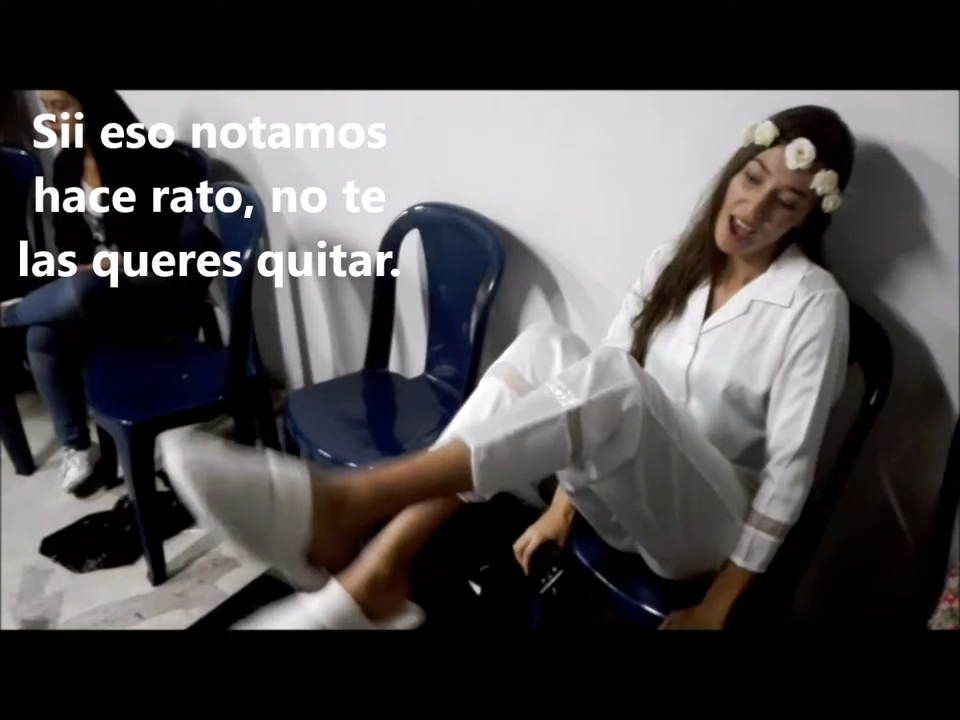 Sii eso notamos
hace rato, no te
las queres quitar.